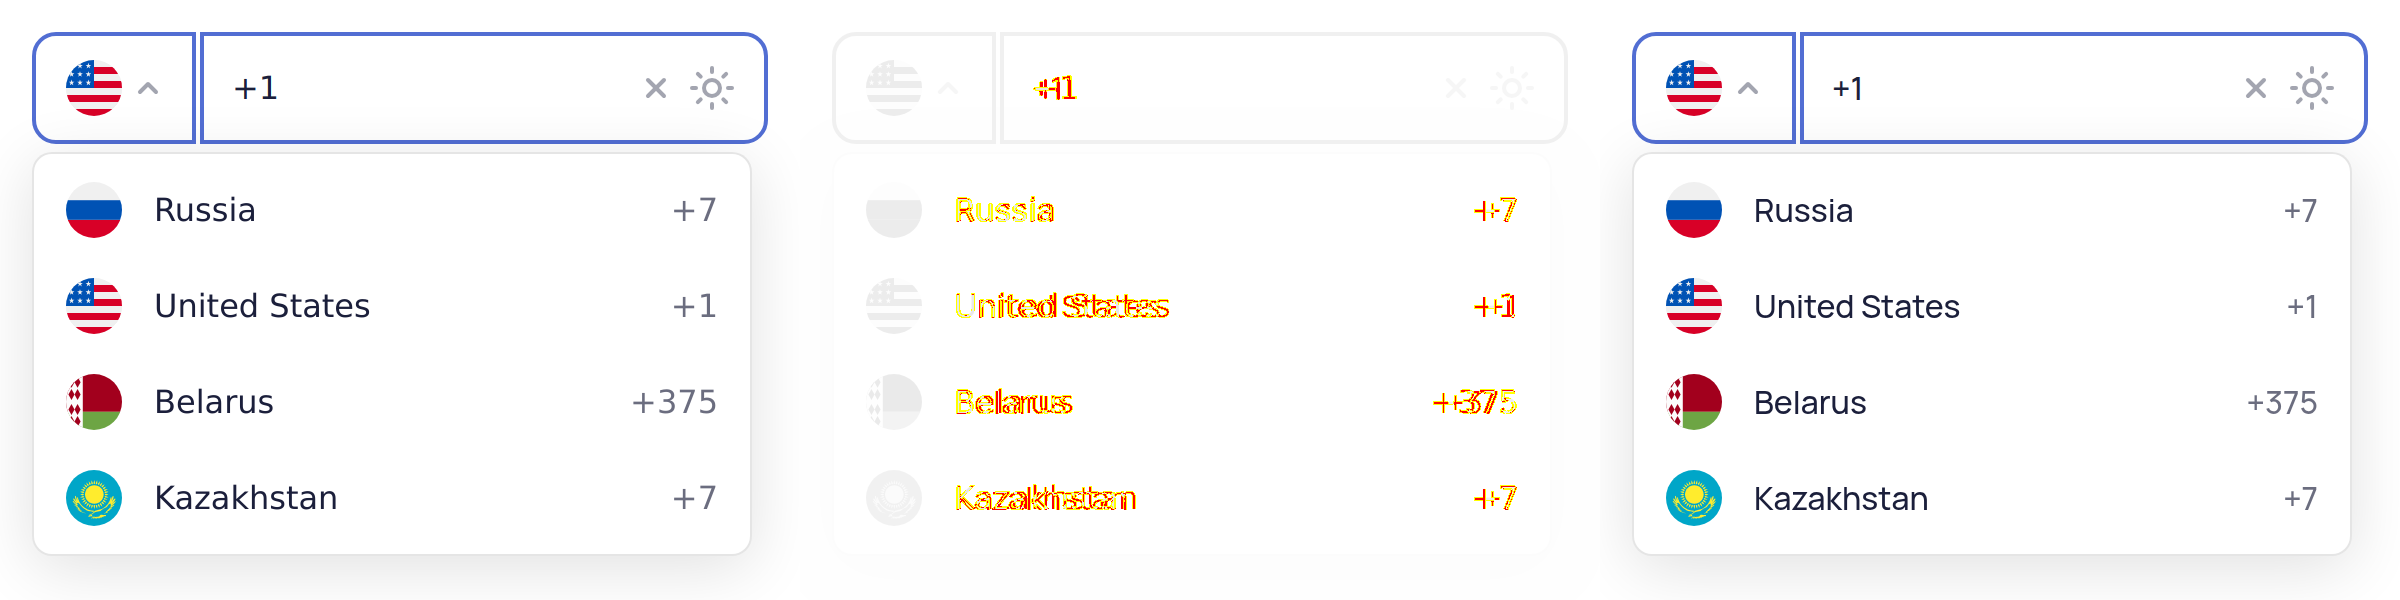 +1
Russia +7
United States +1
Belarus +375
Kazakhstan +7
+1
Russia +7
United States +1
Belarus +375
Kazakhstan +7
+1
Russia +7
United States +1
Belarus +375
Kazakhstan +7